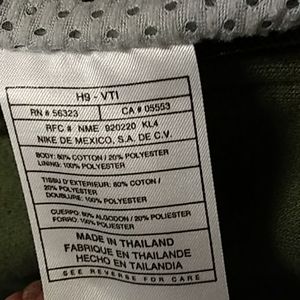 H9 - VTI
RN # 56323 CA # 05553
RFC # NME 920220 KL4
NIKE DE MEXICO, S.A. DE C.V.
BODY: 80% COTTON / 20% POLYESTER
LINING: 100% POLYESTER
TISSU D'EXTERIEUR: 80% COTON /
20% POLYESTER
DOUBLURE: 100% POLYESTER
CUERPO: 80% ALGODON / 20% POLIESTER
FORRO: 100% POLIESTER
MADE IN THAILAND
FABRIQUE EN THAILANDE
HECHO EN TAILANDIA
SEE REVERSE FOR CARE